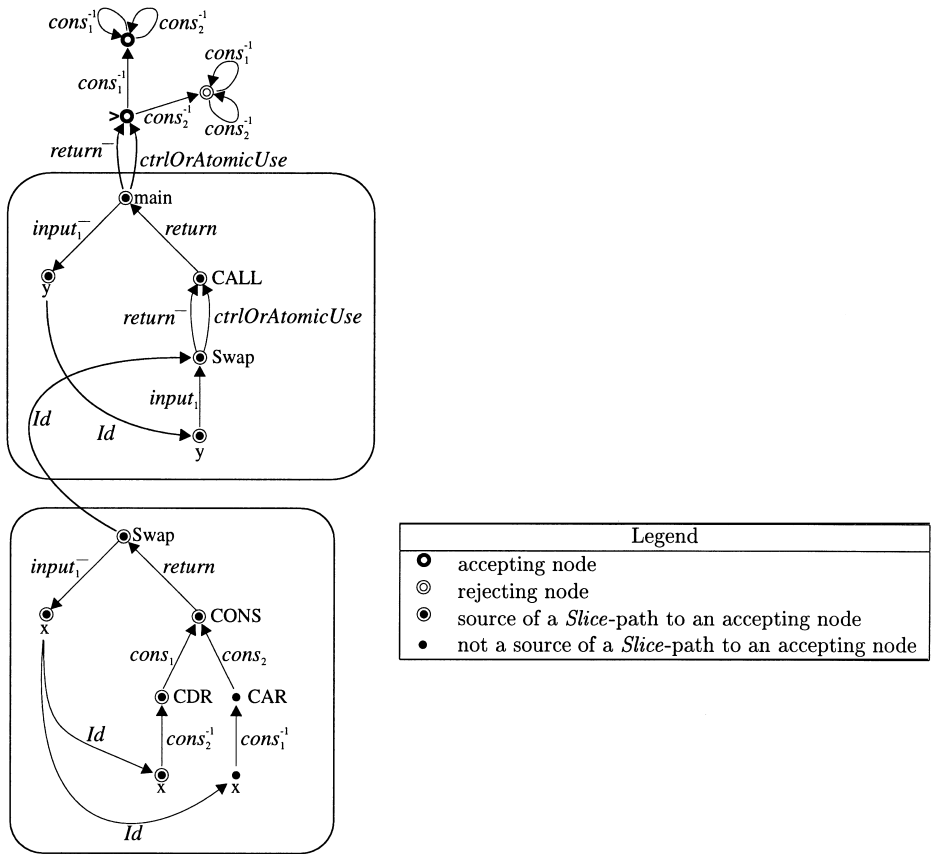 cons₁⁻¹ cons₂⁻¹
cons₁⁻¹
cons₁⁻¹
>
cons₂⁻¹
cons₂⁻¹
return⁻ ctrlOrAtomicUse
main
input₁⁻ return
y
CALL
return⁻ ctrlOrAtomicUse
Swap
input₁
Id
Id
y
Swap
input₁⁻ return
x
CONS
cons₁ cons₂
CDR CAR
Id
cons₂⁻¹ cons₁⁻¹
x x
Id
Legend
accepting node
rejecting node
source of a Slice-path to an accepting node
not a source of a Slice-path to an accepting node